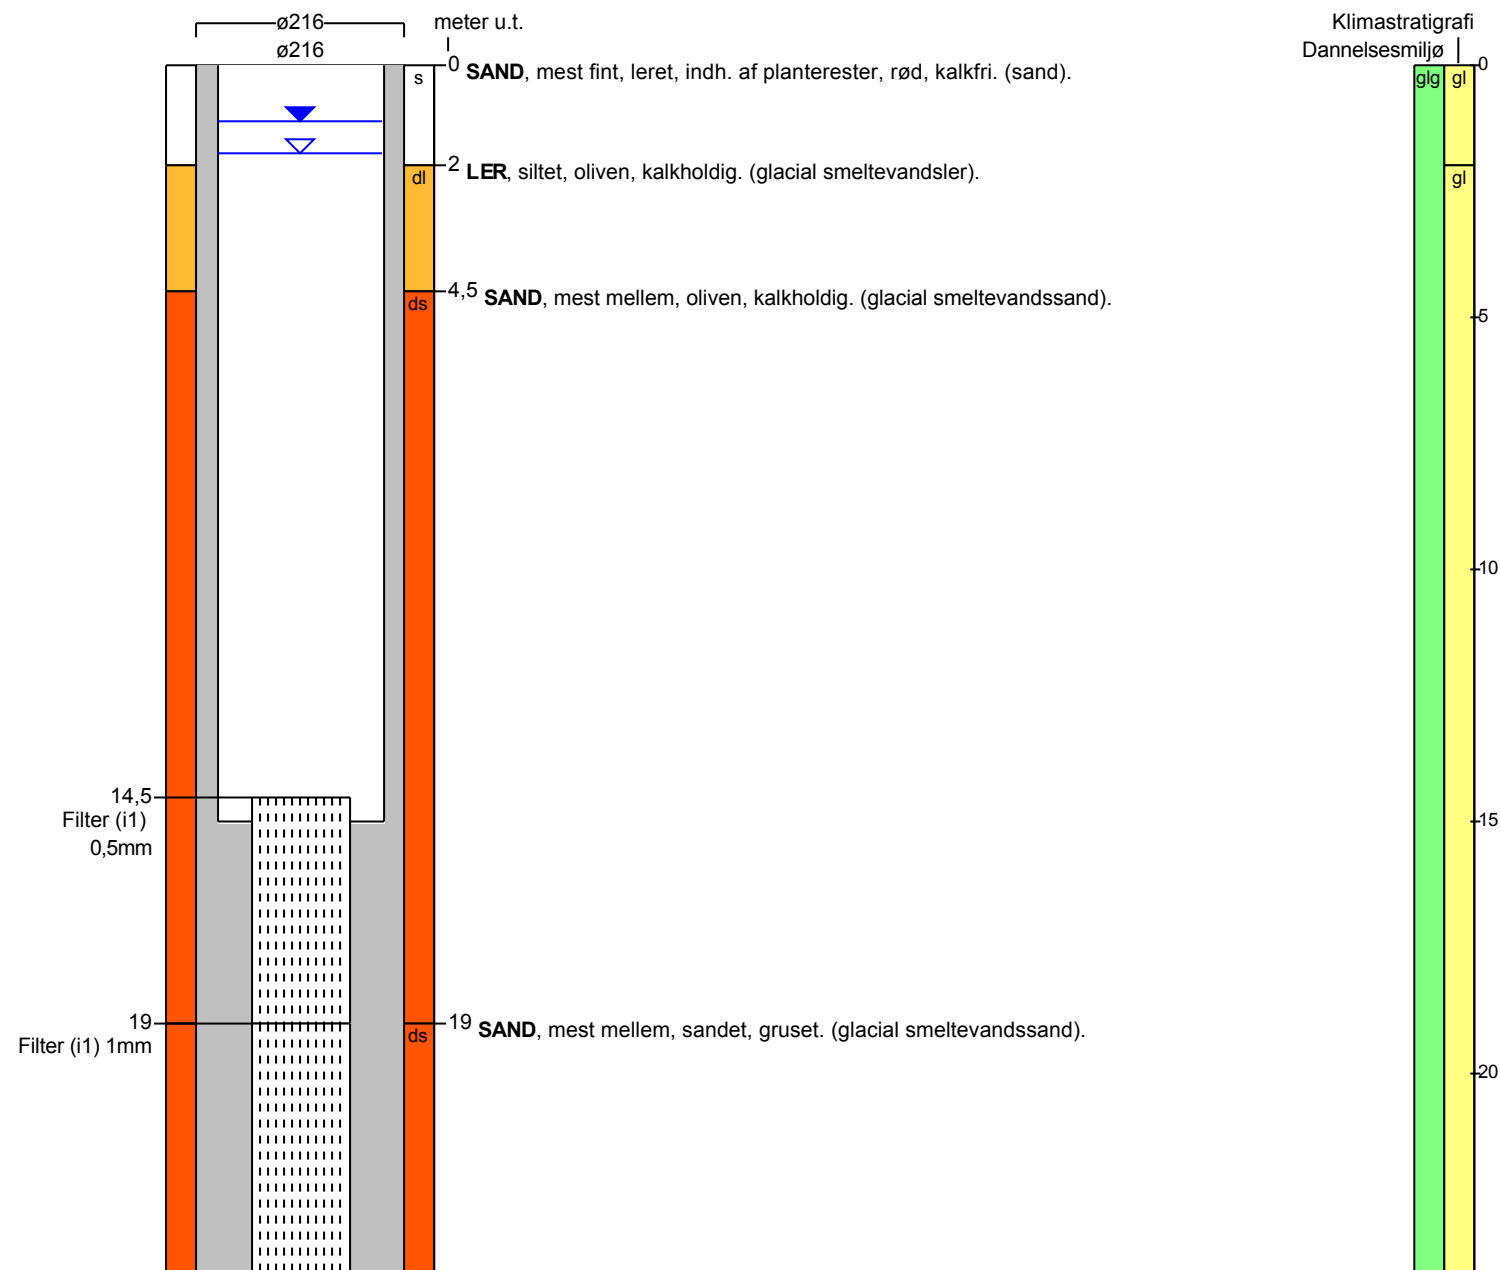 ø216
meter u.t.
ø216
Klimastratigrafi
Dannelsesmiljø
0 SAND, mest fint, leret, indh. af planterester, rød, kalkfri. (sand).
s
glg
gl
0
2 LER, siltet, oliven, kalkholdig. (glacial smeltevandsler).
dl
gl
4,5 SAND, mest mellem, oliven, kalkholdig. (glacial smeltevandssand).
ds
5
10
14,5
Filter (i1)
0,5mm
15
19
Filter (i1) 1mm
19 SAND, mest mellem, sandet, gruset. (glacial smeltevandssand).
ds
20